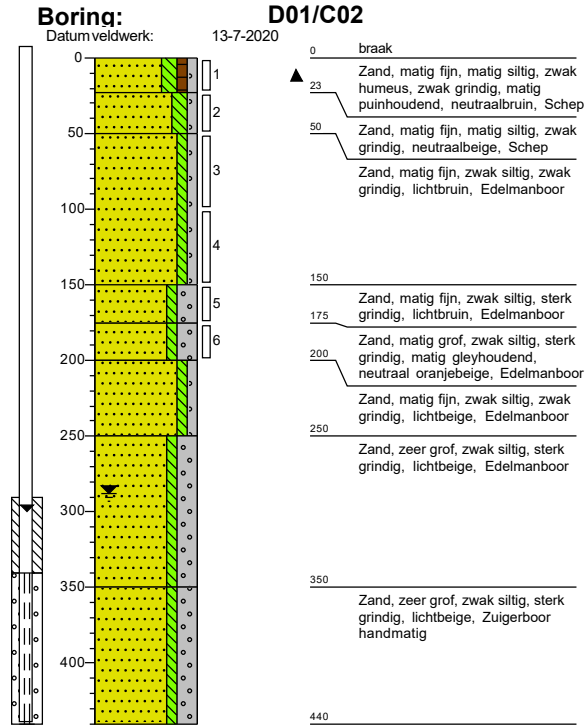 Boring: D01/C02
Datum veldwerk: 13-7-2020
0
50
100
150
200
250
300
350
400
1
2
3
4
5
6
0 braak
Zand, matig fijn, matig siltig, zwak
humeus, zwak grindig, matig
puinhoudend, neutraalbruin, Schep
23
Zand, matig fijn, matig siltig, zwak
grindig, neutraalbeige, Schep
50
Zand, matig fijn, zwak siltig, zwak
grindig, lichtbruin, Edelmanboor
150
Zand, matig fijn, zwak siltig, sterk
grindig, lichtbruin, Edelmanboor
175
Zand, matig grof, zwak siltig, sterk
grindig, matig gleyhoudend,
neutraal oranjebeige, Edelmanboor
200
Zand, matig fijn, zwak siltig, zwak
grindig, lichtbeige, Edelmanboor
250
Zand, zeer grof, zwak siltig, sterk
grindig, lichtbeige, Edelmanboor
350
Zand, zeer grof, zwak siltig, sterk
grindig, lichtbeige, Zuigerboor
handmatig
440